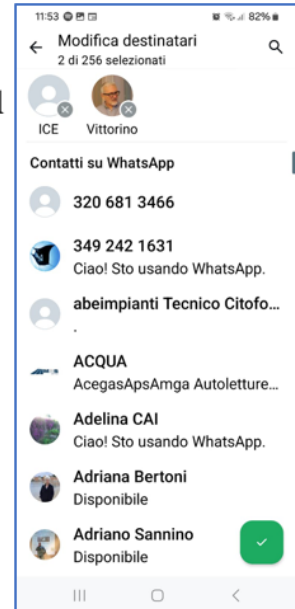 11:53 82%
Modifica destinatari
2 di 256 selezionati
ICE Vittorino
Contatti su WhatsApp
320 681 3466
349 242 1631
Ciao! Sto usando WhatsApp.
abeimpianti Tecnico Citofo...
.
ACQUA
AcegasApsAmga Autoletture...
Adelina CAI
Ciao! Sto usando WhatsApp.
Adriana Bertoni
Disponibile
Adriano Sannino
Disponibile